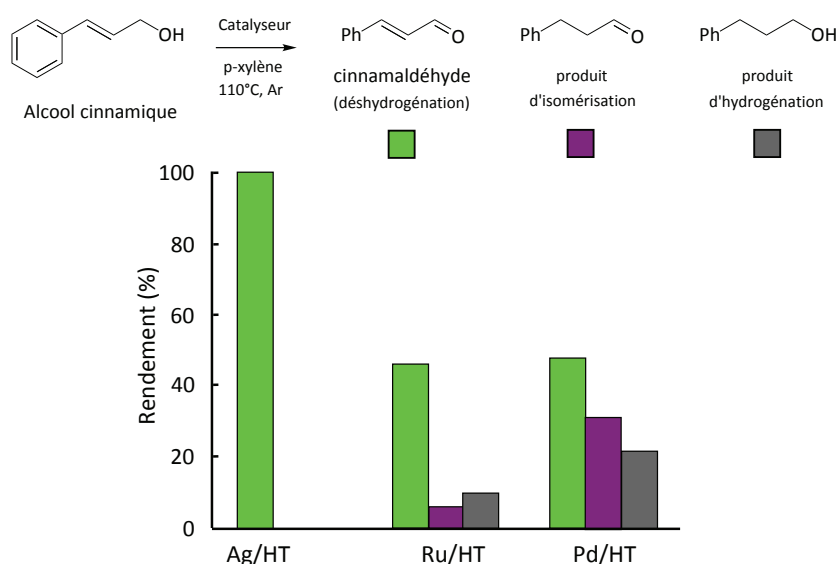 OH
Catalyseur
p-xylène
110°C, Ar
Ph
O
Ph
O
Ph
OH
Alcool cinnamique
cinnamaldéhyde
(déshydrogénation)
produit
d'isomérisation
produit
d'hydrogénation
Rendement (%)
100
80
60
40
20
0
Ag/HT
Ru/HT
Pd/HT